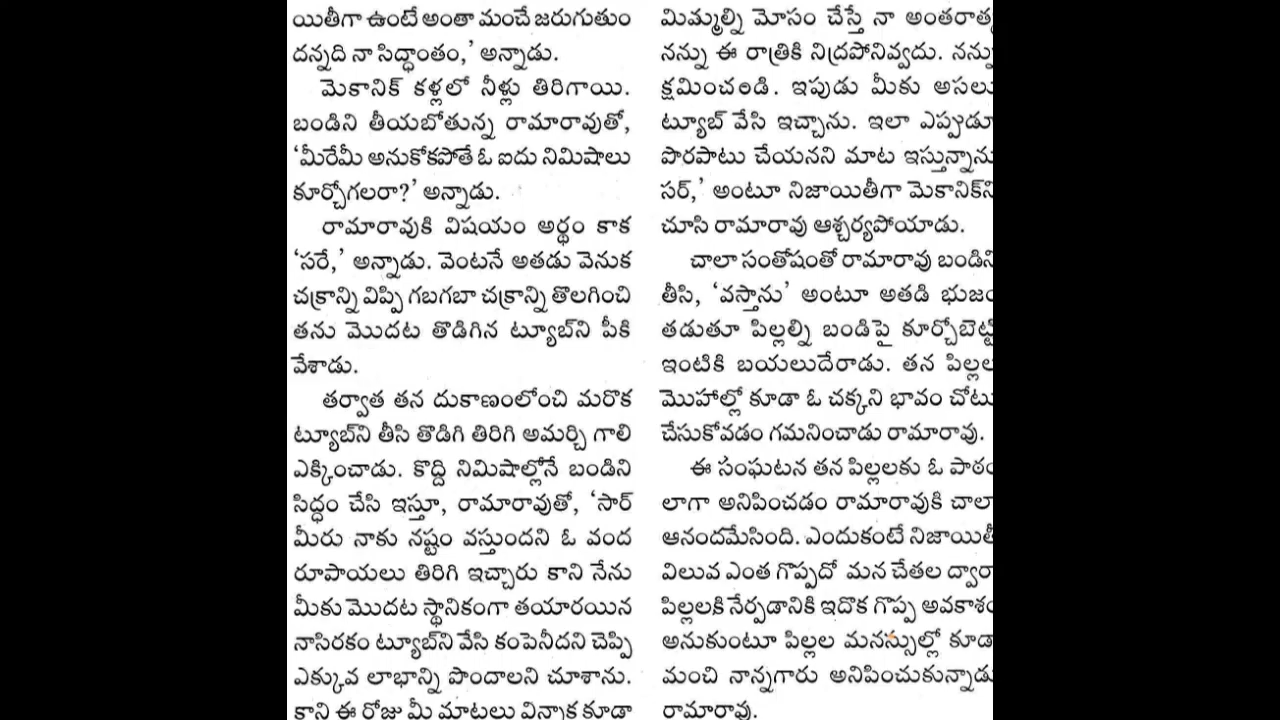 యితీగా ఉంటే అంతా మంచే జరుగుతుం
దన్నది నా సిద్ధాంతం,' అన్నాడు.
మెకానిక్ కళ్లలో నీళ్లు తిరిగాయి.
బండిని తీయబోతున్న రామారావుతో,
'మీరేమీ అనుకోకపోతే ఓ ఐదు నిమిషాలు
కూర్చోగలరా?' అన్నాడు.
రామారావుకి విషయం అర్థం కాక
'సరే,' అన్నాడు. వెంటనే అతడు వెనుక
చక్రాన్ని విప్పి గబగబా చక్రాన్ని తొలగించి
తను మొదట తొడిగిన ట్యూబ్‌ని పీకి
వేశాడు.
తర్వాత తన దుకాణంలోంచి మరొక
ట్యూబ్‌ని తీసి తొడిగి తిరిగి అమర్చి గాలి
ఎక్కించాడు. కొద్ది నిమిషాల్లోనే బండిని
సిద్ధం చేసి ఇస్తూ, రామారావుతో, 'సార్
మీరు నాకు నష్టం వస్తుందని ఓ వంద
రూపాయలు తిరిగి ఇచ్చారు కాని నేను
మీకు మొదట స్థానికంగా తయారయిన
నాసిరకం ట్యూబ్‌ని వేసి కంపెనీదని చెప్పి
ఎక్కువ లాభాన్ని పొందాలని చూశాను.
కాని ఈ రోజు మీ మాటలు విన్నాక కూడా
మిమ్మల్ని మోసం చేస్తే నా అంతరాత్మ
నన్ను ఈ రాత్రికి నిద్రపోనివ్వదు. నన్ను
క్షమించండి. ఇపుడు మీకు అసలు
ట్యూబ్ వేసి ఇచ్చాను. ఇలా ఎప్పుడూ
పొరపాటు చేయనని మాట ఇస్తున్నాను
సర్,' అంటూ నిజాయితీగా మెకానిక్‌ని
చూసి రామారావు ఆశ్చర్యపోయాడు.
చాలా సంతోషంతో రామారావు బండిని
తీసి, 'వస్తాను' అంటూ అతడి భుజం
తడుతూ పిల్లల్ని బండిపై కూర్చోబెట్టి
ఇంటికి బయలుదేరాడు. తన పిల్లల
మొహాల్లో కూడా ఓ చక్కని భావం చోటు
చేసుకోవడం గమనించాడు రామారావు.
ఈ సంఘటన తన పిల్లలకు ఓ పాఠం
లాగా అనిపించడం రామారావుకి చాలా
ఆనందమేసింది. ఎందుకంటే నిజాయితీ
విలువ ఎంత గొప్పదో మన చేతల ద్వారా
పిల్లలకి నేర్పడానికి ఇదొక గొప్ప అవకాశం
అనుకుంటూ పిల్లల మనస్సుల్లో కూడా
మంచి నాన్నగారు అనిపించుకున్నాడు
రామారావు.